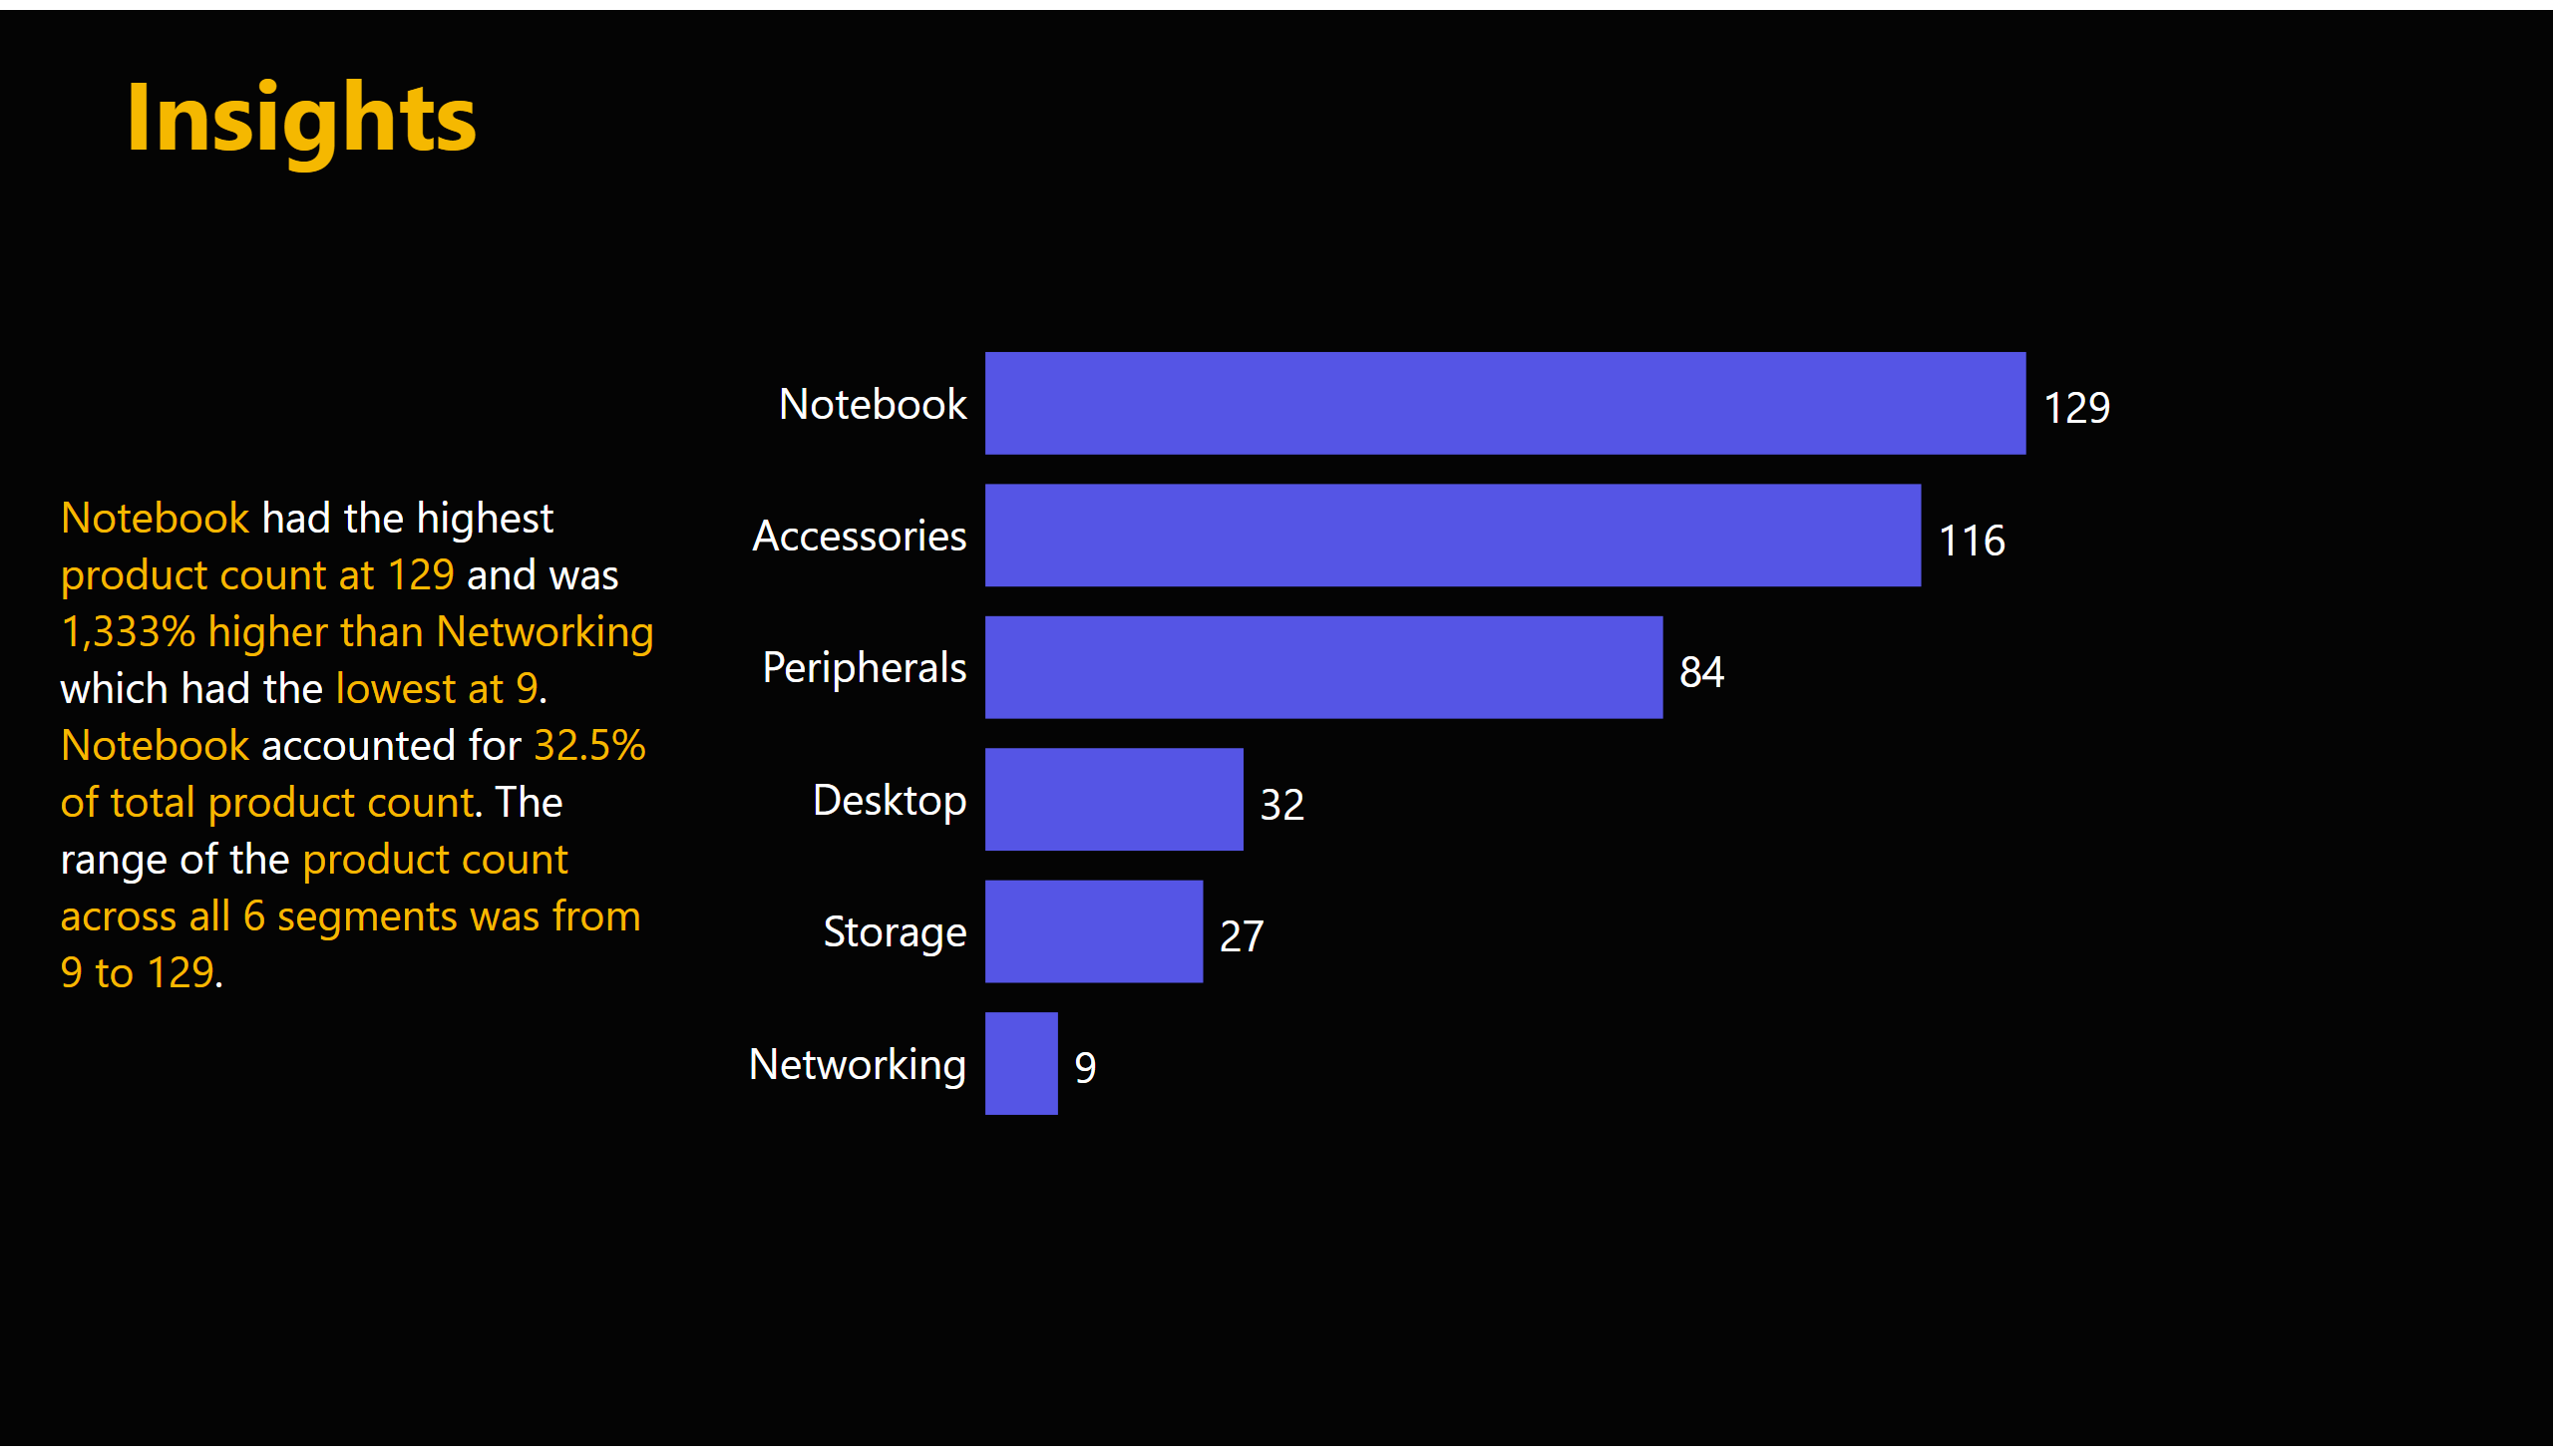 Insights
Notebook had the highest
product count at 129 and was
1,333% higher than Networking
which had the lowest at 9.
Notebook accounted for 32.5%
of total product count. The
range of the product count
across all 6 segments was from
9 to 129.
Notebook 129
Accessories 116
Peripherals 84
Desktop 32
Storage 27
Networking 9